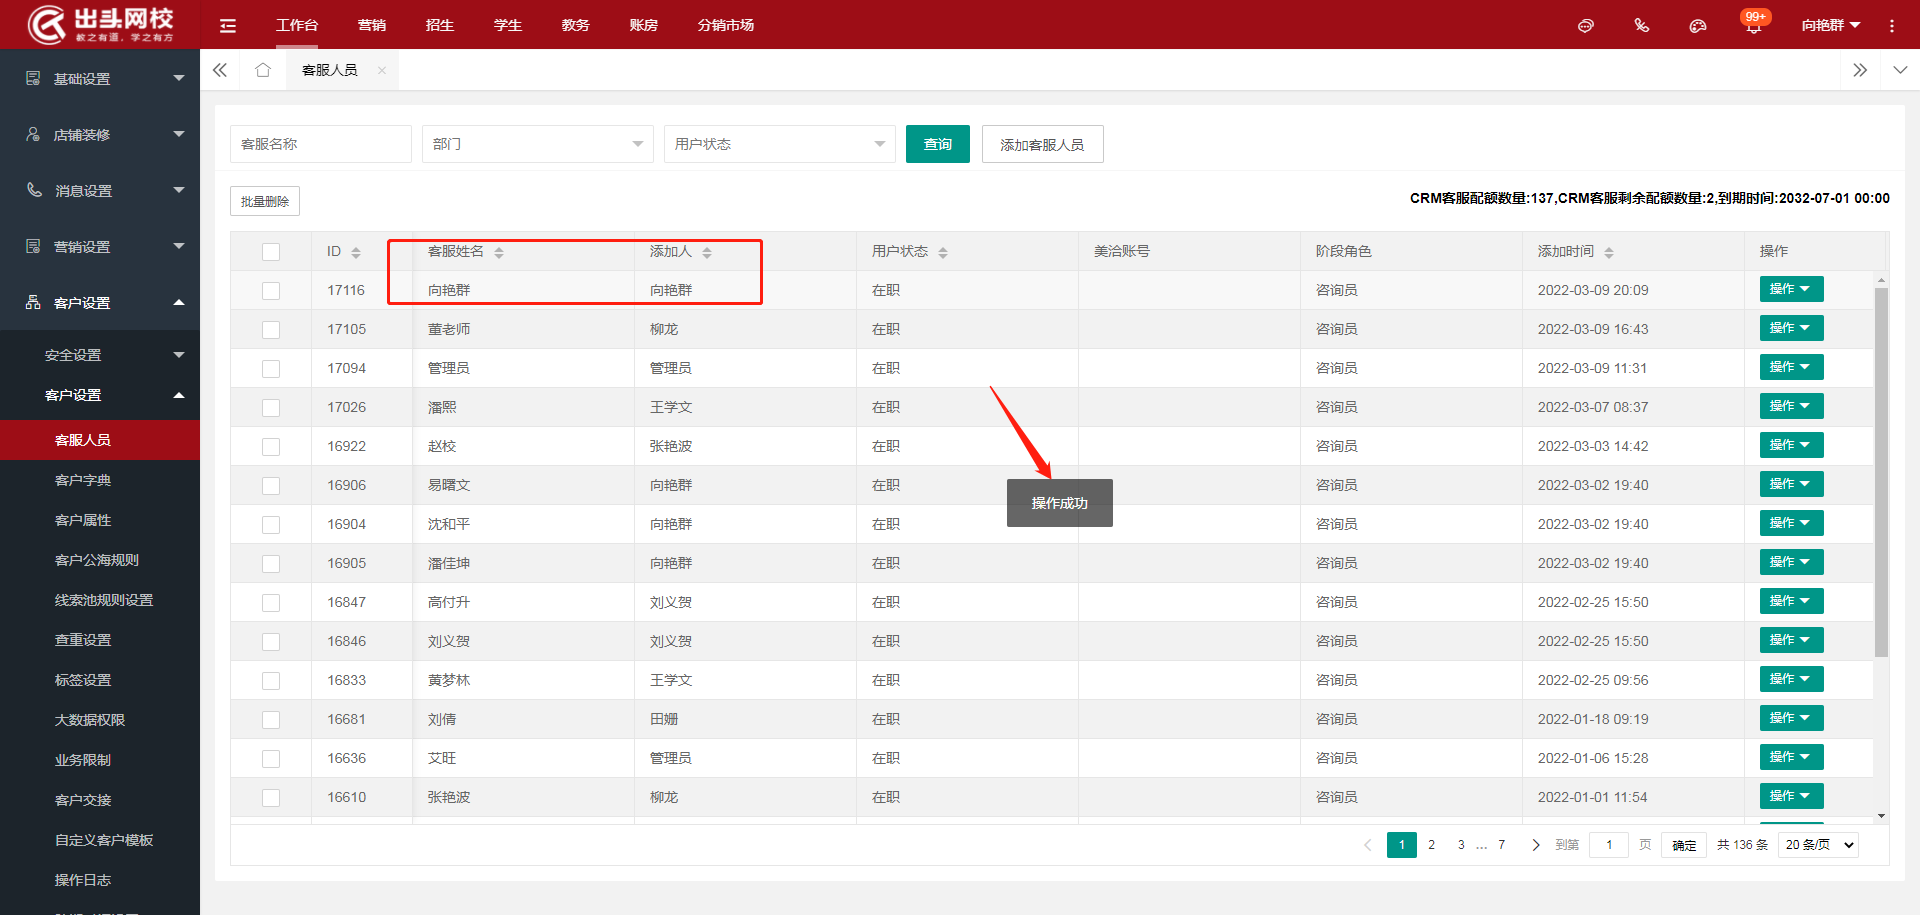 出头网校
教之有道，学之有方
工作台 营销 招生 学生 教务 账房 分销市场
99+
向艳群
基础设置
店铺装修
消息设置
营销设置
客户设置
安全设置
客户设置
客服人员
客户字典
客户属性
客户公海规则
线索池规则设置
查重设置
标签设置
大数据权限
业务限制
客户交接
自定义客户模板
操作日志
客服人员
客服名称 部门 用户状态 查询 添加客服人员
批量删除 CRM客服配额数量:137,CRM客服剩余配额数量:2,到期时间:2032-07-01 00:00
ID 客服姓名 添加人 用户状态 美洽账号 阶段角色 添加时间 操作
17116 向艳群 向艳群 在职 咨询员 2022-03-09 20:09 操作
17105 董老师 柳龙 在职 咨询员 2022-03-09 16:43 操作
17094 管理员 管理员 在职 咨询员 2022-03-09 11:31 操作
17026 潘熙 王学文 在职 咨询员 2022-03-07 08:37 操作
16922 赵校 张艳波 在职 咨询员 2022-03-03 14:42 操作
16906 易曙文 向艳群 在职 咨询员 2022-03-02 19:40 操作
操作成功
16904 沈和平 向艳群 在职 咨询员 2022-03-02 19:40 操作
16905 潘佳坤 向艳群 在职 咨询员 2022-03-02 19:40 操作
16847 高付升 刘义贺 在职 咨询员 2022-02-25 15:50 操作
16846 刘义贺 刘义贺 在职 咨询员 2022-02-25 15:50 操作
16833 黄梦林 王学文 在职 咨询员 2022-02-25 09:56 操作
16681 刘倩 田姗 在职 咨询员 2022-01-18 09:19 操作
16636 艾旺 管理员 在职 咨询员 2022-01-06 15:28 操作
16610 张艳波 柳龙 在职 咨询员 2022-01-01 11:54 操作
1 2 3 … 7 到第 1 页 确定 共 136 条 20 条/页